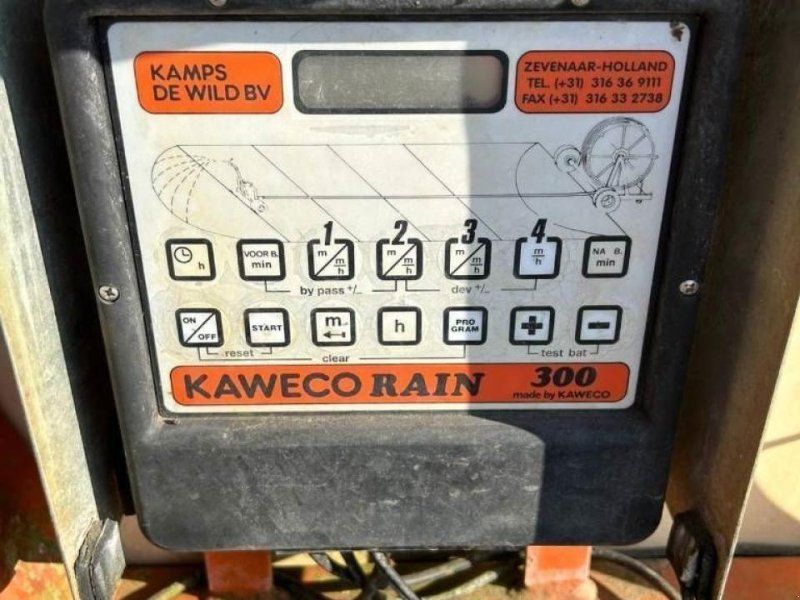 KAMPS
DE WILD BV
ZEVENAAR-HOLLAND
TEL. (+31) 316 36 9111
FAX (+31) 316 33 2738
1 2 3 4
h
VOOR B.
min
m m/h
m m/h
m m/h
m/h
NA B.
min
by pass +/_ dev +/_
ON/OFF
START
m
h
PRO
GRAM
+
-
reset clear test bat
KAWECO RAIN 300
made by KAWECO